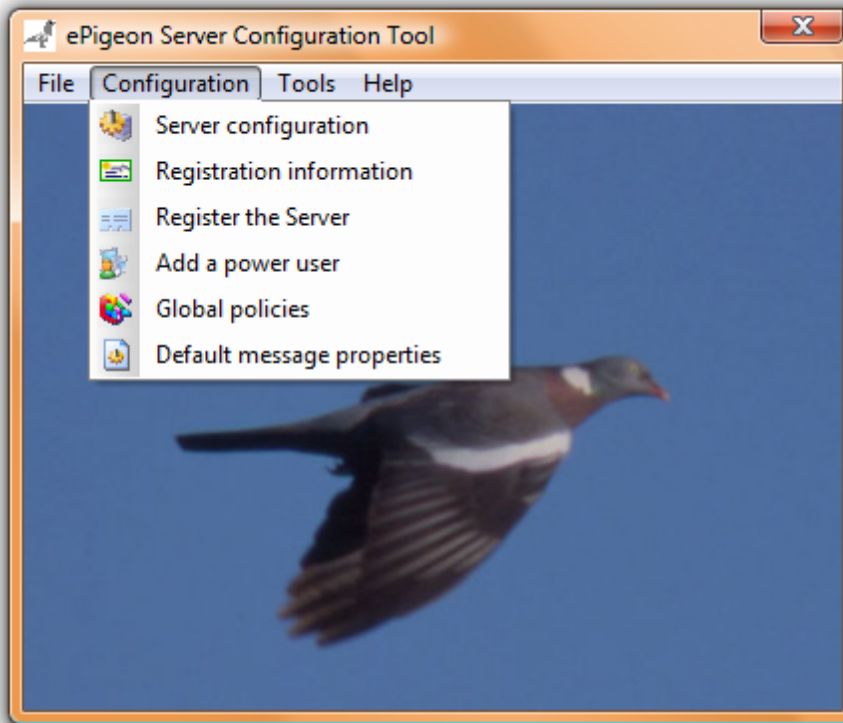 ePigeon Server Configuration Tool
File Configuration Tools Help
Server configuration
Registration information
Register the Server
Add a power user
Global policies
Default message properties